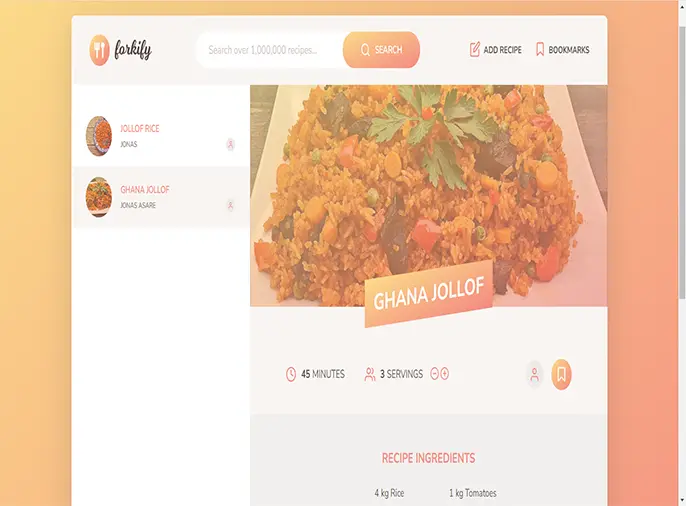 forkify
Search over 1,000,000 recipes...
SEARCH
ADD RECIPE
BOOKMARKS
JOLLOF RICE
JONAS
GHANA JOLLOF
JONAS ASARE
GHANA JOLLOF
45 MINUTES
3 SERVINGS
RECIPE INGREDIENTS
4 kg Rice
1 kg Tomatoes